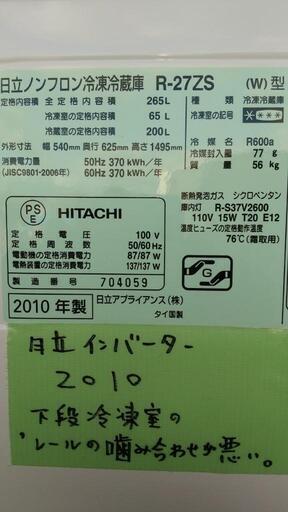 日立ノンフロン冷凍冷蔵庫 R-27ZS (W)型
定格内容積 全定格内容積 265L
冷凍室の定格内容積 65L
冷蔵室の定格内容積 200L
外形寸法 幅540mm 奥行625mm 高さ1495mm
消費電力量 50Hz 370kWh/年
(JISC9801-2006年) 60Hz 370kWh/年
種類 冷凍冷蔵庫
冷凍室の記号
冷媒 R600a
冷媒封入量 77g
質量 56kg
断熱発泡ガス シクロペンタン
庫内灯 R-S37V2600
110V 15W T20 E12
温度ヒューズの定格動作温度
76℃(霜取用)
PS
E
HITACHI
定格電圧 100V
定格周波数 50/60Hz
電動機の定格消費電力 87/87W
電熱装置の定格消費電力 137/137W
製造番号 704059
G
2010年製
日立アプライアンス(株)
タイ国製
日立インバーター
2010
下段冷凍室の
レールの噛み合わせが悪い。